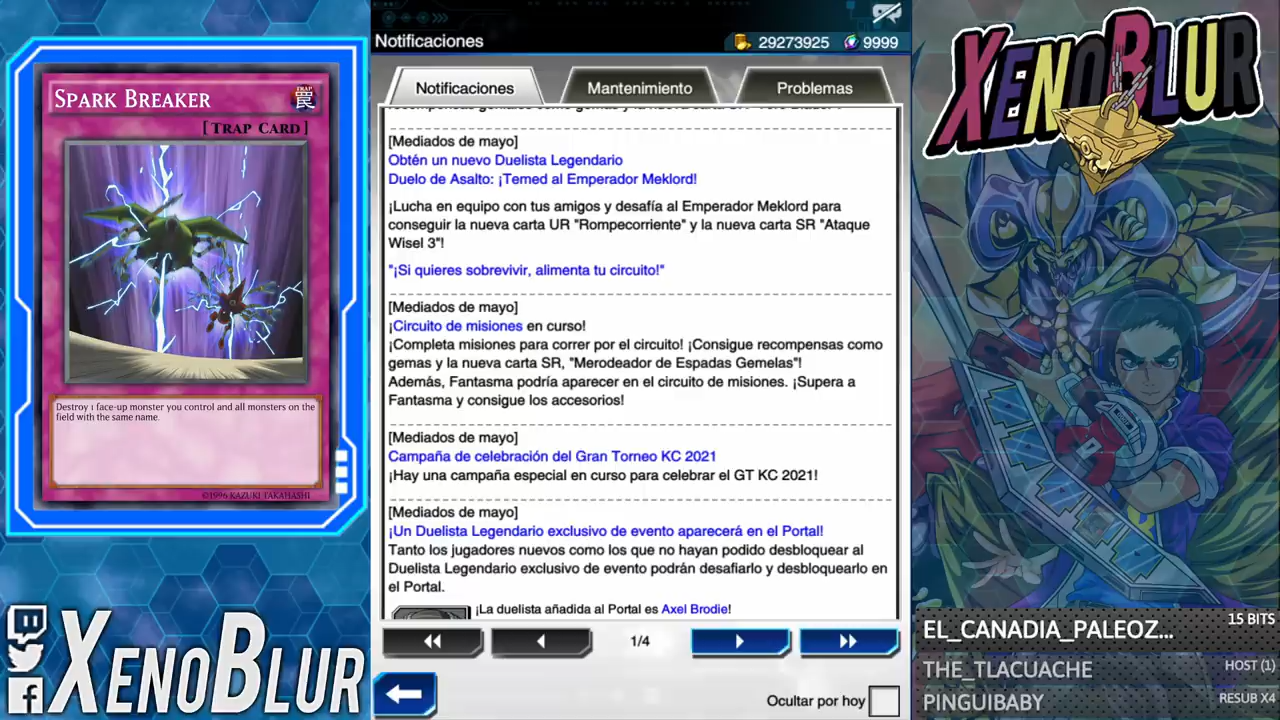 SPARK BREAKER
TRAP
罠
[ TRAP CARD ]
Destroy 1 face-up monster you control and all monsters on the
field with the same name.
©1996 KAZUKI TAKAHASHI
XENOBLUR
Notificaciones
29273925
9999
Notificaciones
Mantenimiento
Problemas
[Mediados de mayo]
Obtén un nuevo Duelista Legendario
Duelo de Asalto: ¡Temed al Emperador Meklord!
¡Lucha en equipo con tus amigos y desafía al Emperador Meklord para
conseguir la nueva carta UR "Rompecorriente" y la nueva carta SR "Ataque
Wisel 3"!
"¡Si quieres sobrevivir, alimenta tu circuito!"
[Mediados de mayo]
¡Circuito de misiones en curso!
¡Completa misiones para correr por el circuito! ¡Consigue recompensas como
gemas y la nueva carta SR, "Merodeador de Espadas Gemelas"!
Además, Fantasma podría aparecer en el circuito de misiones. ¡Supera a
Fantasma y consigue los accesorios!
[Mediados de mayo]
Campaña de celebración del Gran Torneo KC 2021
¡Hay una campaña especial en curso para celebrar el GT KC 2021!
[Mediados de mayo]
¡Un Duelista Legendario exclusivo de evento aparecerá en el Portal!
Tanto los jugadores nuevos como los que no hayan podido desbloquear al
Duelista Legendario exclusivo de evento podrán desafiarlo y desbloquearlo en
el Portal.
¡La duelista añadida al Portal es Axel Brodie!
1/4
Ocultar por hoy
XENOBLUR
EL_CANADIA_PALEOZ... 15 BITS
THE_TLACUACHE HOST (1)
PINGUIBABY RESUB X4